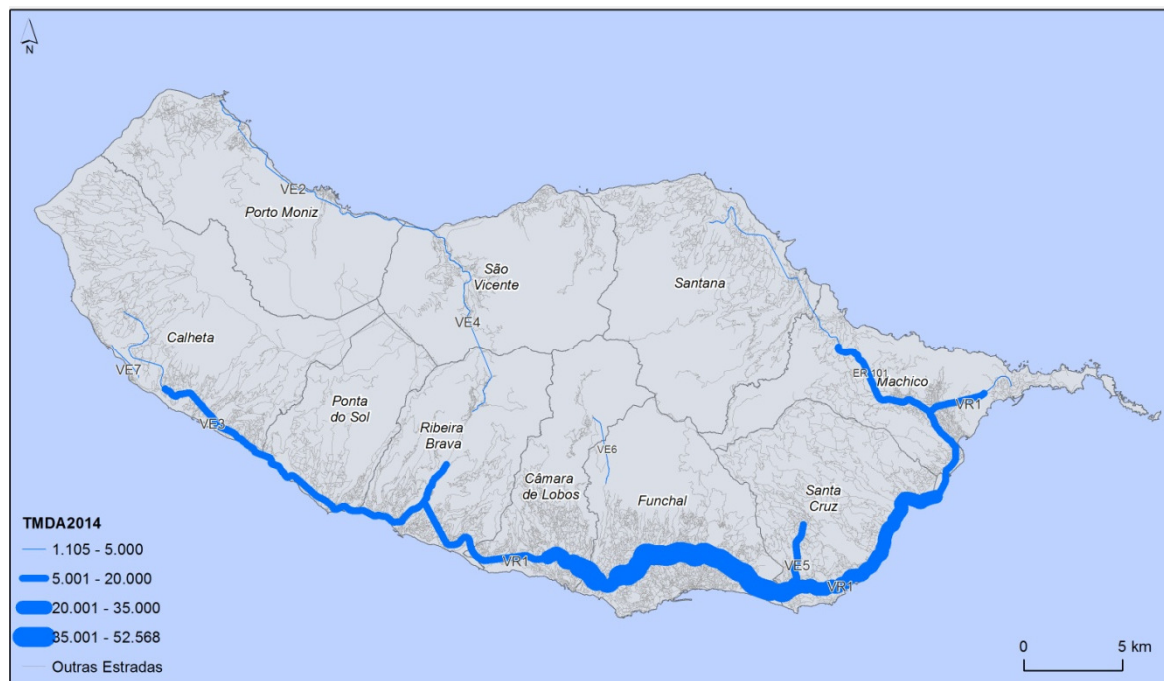 N
VE2
Porto Moniz
São
Vicente
Santana
VE4
Calheta
ER 101
Machico
VE7
VR1
Ponta
do Sol
VE3
Ribeira
Brava
VE6
Câmara
de Lobos
Funchal
Santa
Cruz
VR1
VE5
VR1
TMDA2014
1.105 - 5.000
5.001 - 20.000
20.001 - 35.000
35.001 - 52.568
Outras Estradas
0 5 km